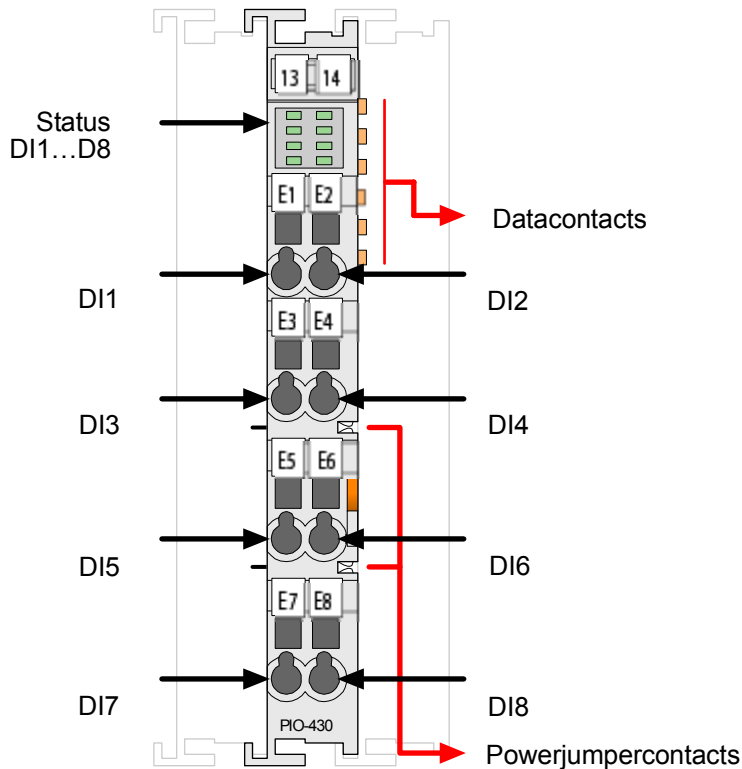 13 14
Status
DI1...D8
E1 E2
Datacontacts
DI1
DI2
E3 E4
DI3
DI4
E5 E6
DI5
DI6
E7 E8
DI7
DI8
PIO-430
Powerjumpercontacts